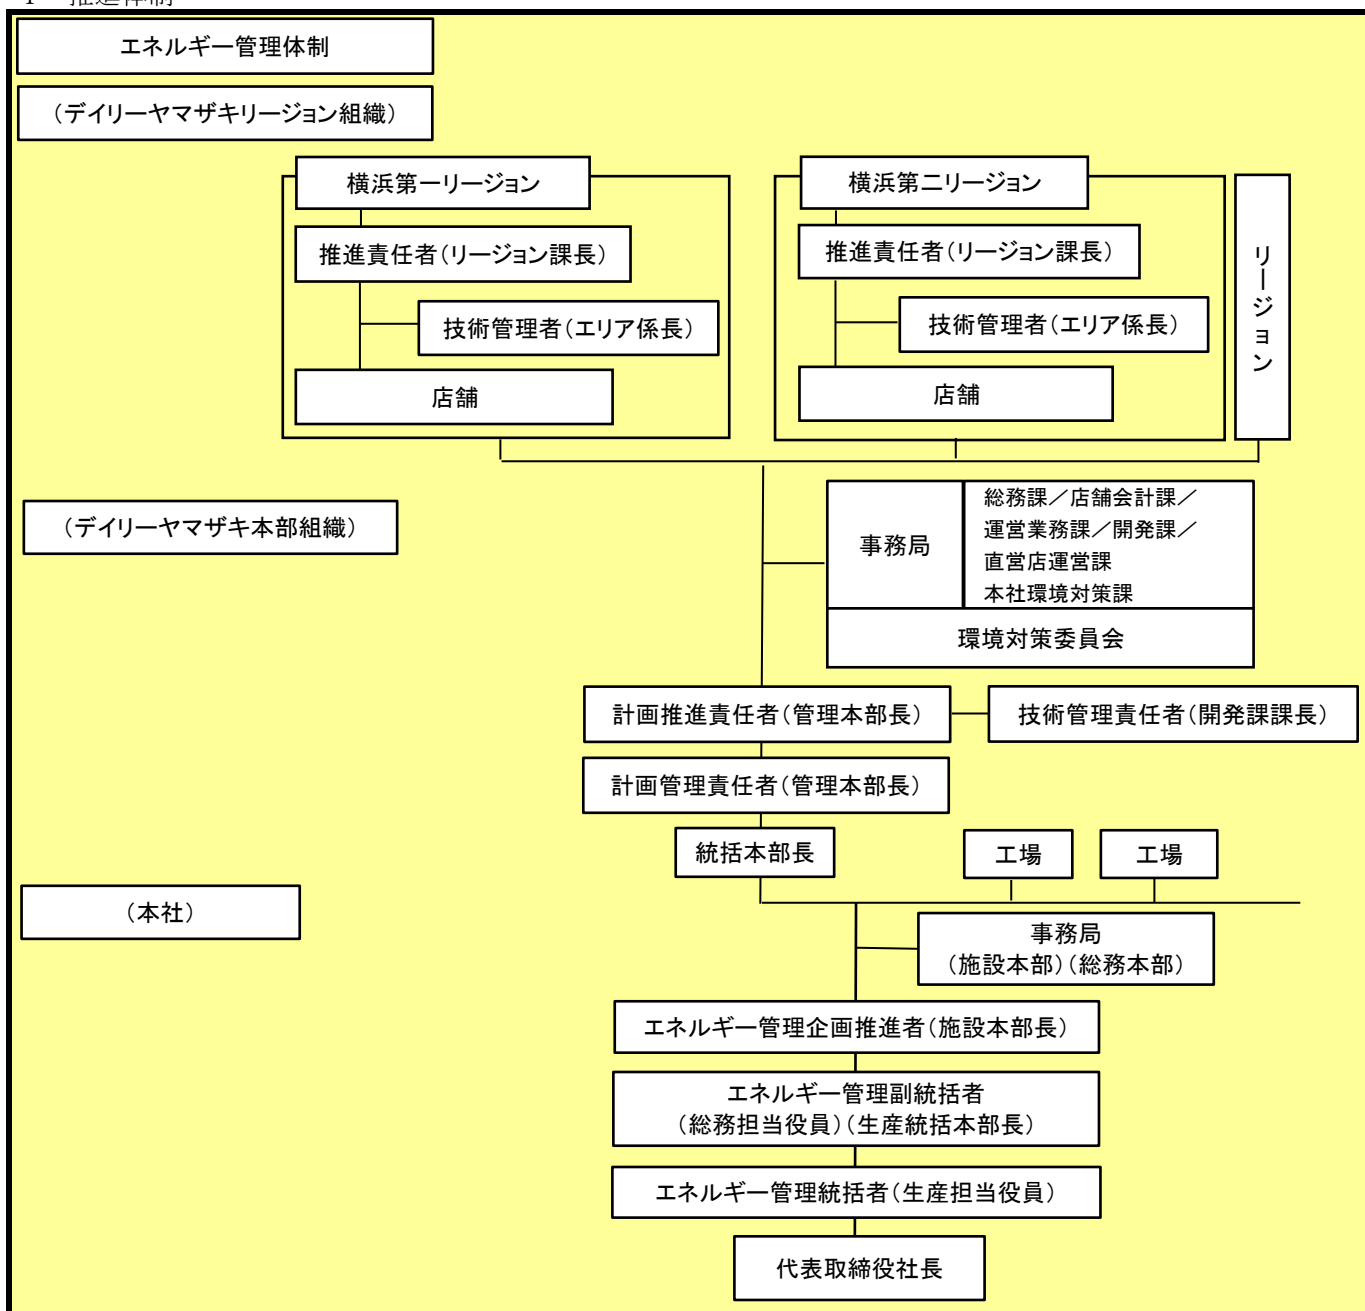 推進体制
エネルギー管理体制
（デイリーヤマザキリージョン組織）
横浜第一リージョン
横浜第二リージョン
リージョン
推進責任者（リージョン課長）
推進責任者（リージョン課長）
技術管理者（エリア係長）
技術管理者（エリア係長）
店舗
店舗
（デイリーヤマザキ本部組織）
事務局
総務課／店舗会計課／
運営業務課／開発課／
直営店運営課
本社環境対策課
環境対策委員会
計画推進責任者（管理本部長）
技術管理責任者（開発課課長）
計画管理責任者（管理本部長）
統括本部長
工場
工場
（本社）
事務局
（施設本部）（総務本部）
エネルギー管理企画推進者（施設本部長）
エネルギー管理副統括者
（総務担当役員）（生産統括本部長）
エネルギー管理統括者（生産担当役員）
代表取締役社長